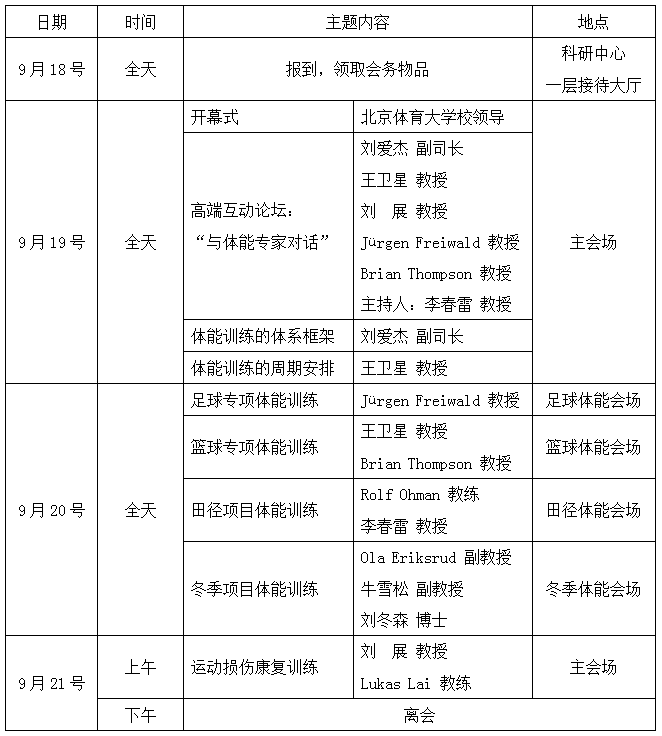 日期 时间 主题内容 地点
9月18号 全天 报到，领取会务物品 科研中心
一层接待大厅
9月19号 全天 开幕式 北京体育大学校领导 主会场
高端互动论坛：
“与体能专家对话”
刘爱杰 副司长
王卫星 教授
刘 展 教授
Jürgen Freiwald 教授
Brian Thompson 教授
主持人：李春雷 教授
体能训练的体系框架 刘爱杰 副司长
体能训练的周期安排 王卫星 教授
9月20号 全天 足球专项体能训练 Jürgen Freiwald 教授 足球体能会场
篮球专项体能训练 王卫星 教授
Brian Thompson 教授 篮球体能会场
田径项目体能训练 Rolf Ohman 教练
李春雷 教授 田径体能会场
冬季项目体能训练 Ola Eriksrud 副教授
牛雪松 副教授
刘冬森 博士 冬季体能会场
9月21号 上午 运动损伤康复训练 刘 展 教授
Lukas Lai 教练 主会场
下午 离会